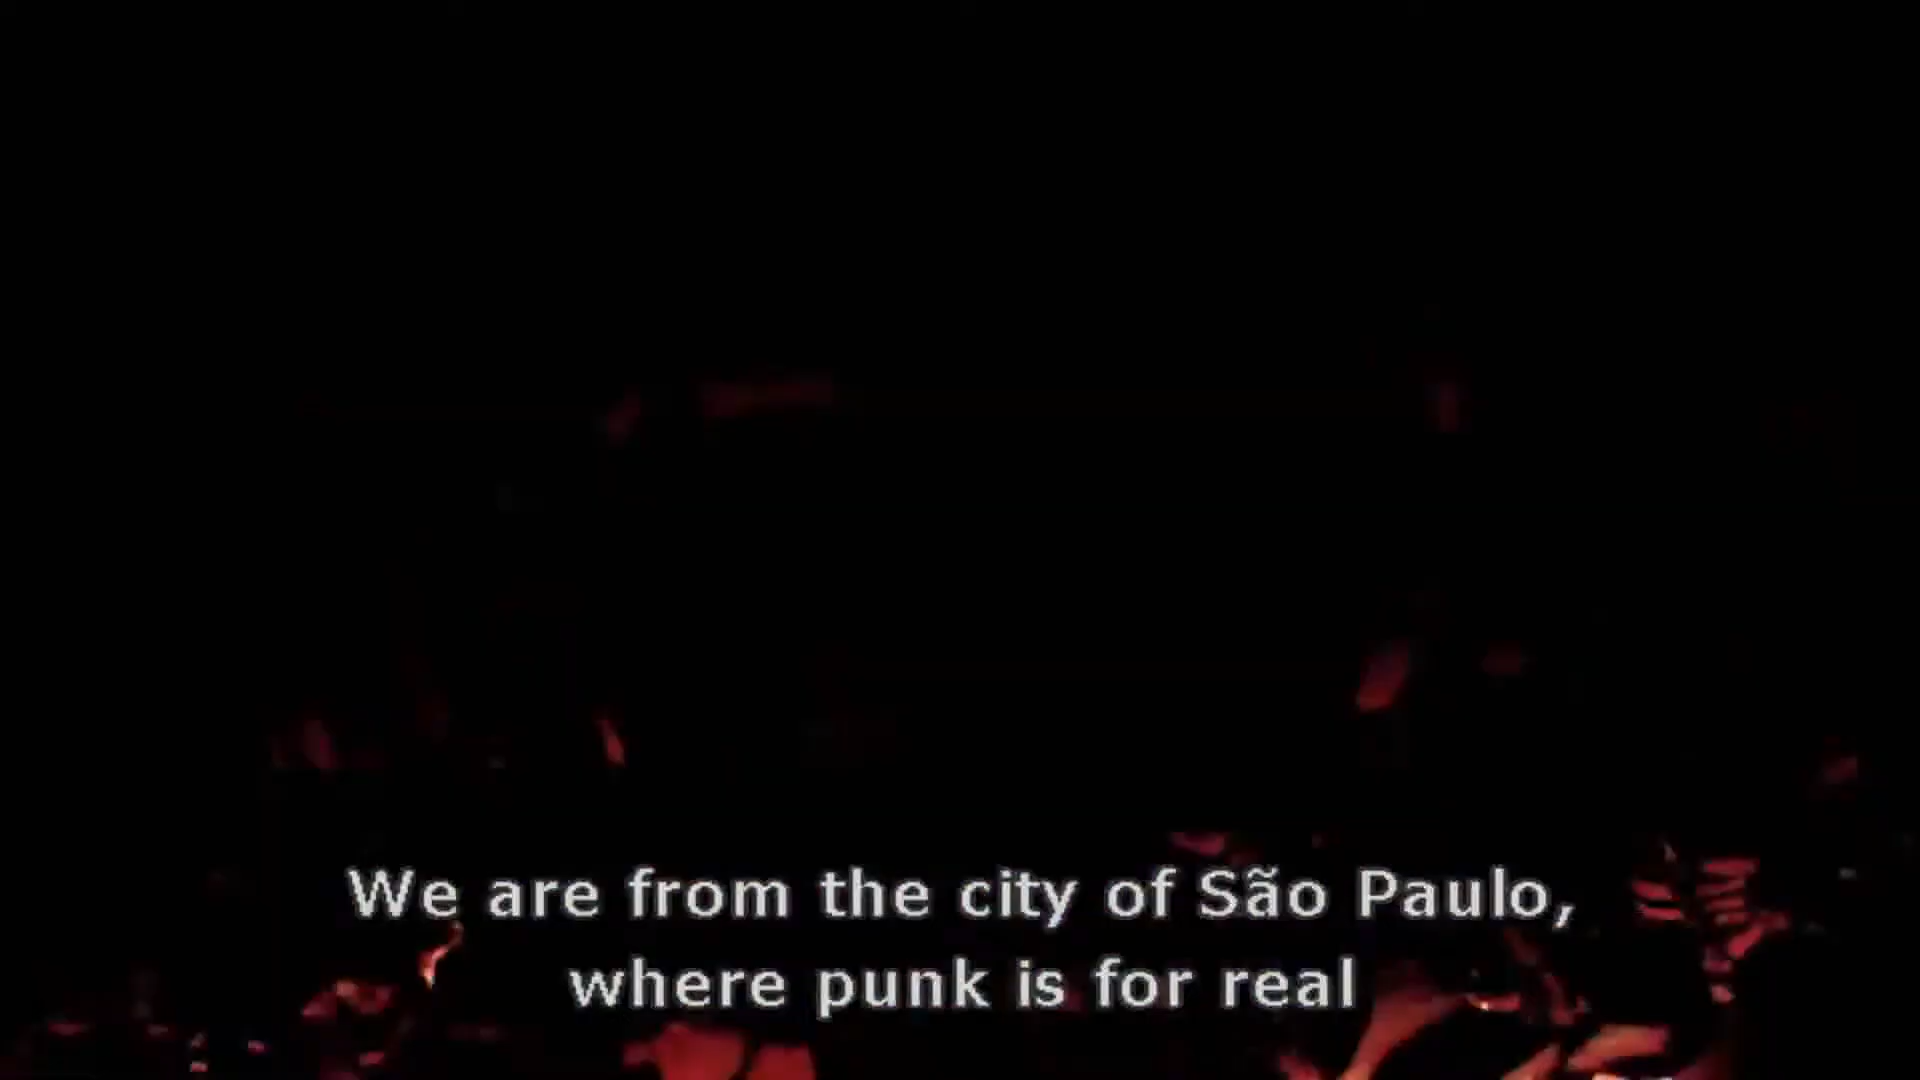 We are from the city of São Paulo,
where punk is for real